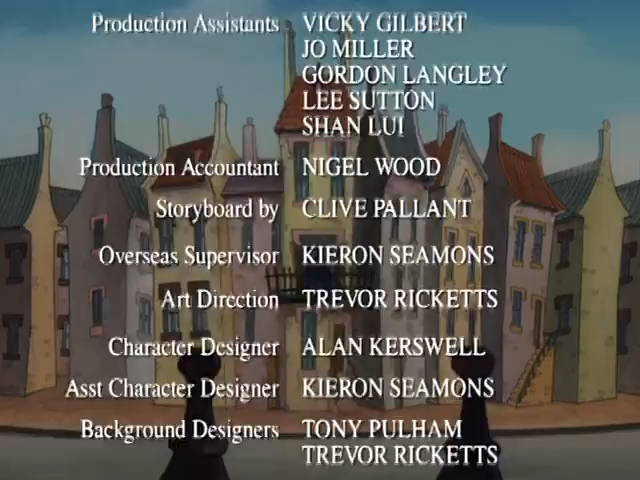 Production Assistants VICKY GILBERT
JO MILLER
GORDON LANGLEY
LEE SUTTON
SHAN LUI
Production Accountant NIGEL WOOD
Storyboard by CLIVE PALLANT
Overseas Supervisor KIERON SEAMONS
Art Direction TREVOR RICKETTS
Character Designer ALAN KERSWELL
Asst Character Designer KIERON SEAMONS
Background Designers TONY PULHAM
TREVOR RICKETTS